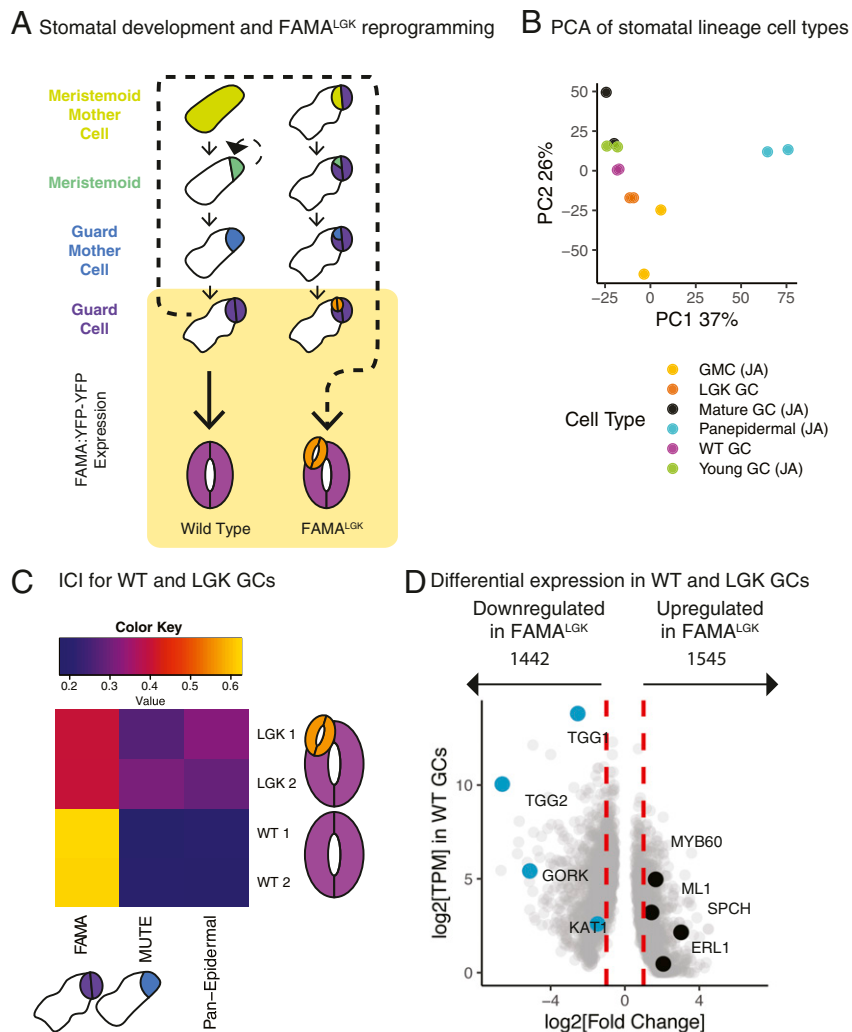 A Stomatal development and FAMA^LGK reprogramming
Meristemoid
Mother
Cell
Meristemoid
Guard
Mother
Cell
Guard
Cell
FAMA:YFP-YFP
Expression
Wild Type
FAMA^LGK
B PCA of stomatal lineage cell types
50
25
0
−25
−50
PC2 26%
−25 0 25 50 75
PC1 37%
Cell Type
GMC (JA)
LGK GC
Mature GC (JA)
Panepidermal (JA)
WT GC
Young GC (JA)
C ICI for WT and LGK GCs
Color Key
0.2 0.3 0.4 0.5 0.6
Value
LGK 1
LGK 2
WT 1
WT 2
FAMA
MUTE
Pan−Epidermal
D Differential expression in WT and LGK GCs
Downregulated
in FAMA^LGK
1442
Upregulated
in FAMA^LGK
1545
log2[TPM] in WT GCs
10
5
0
TGG1
TGG2
GORK
KAT1
MYB60
ML1
SPCH
ERL1
−4 0 4
log2[Fold Change]